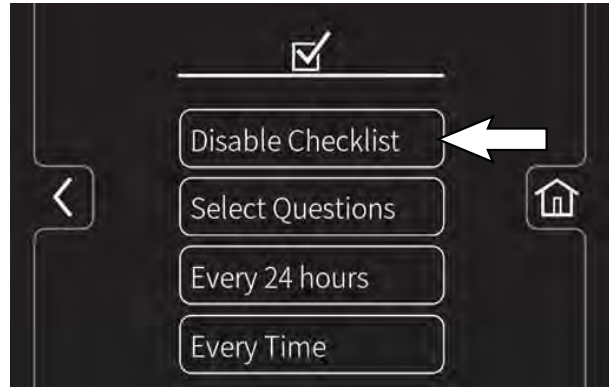 Disable Checklist
Select Questions
Every 24 hours
Every Time